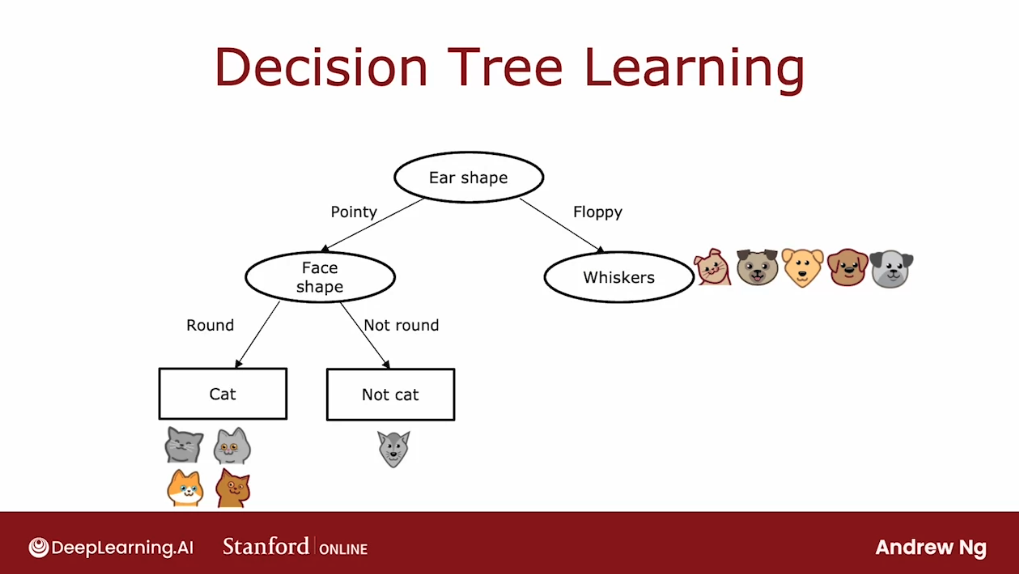 Decision Tree Learning
Ear shape
Pointy
Floppy
Face
shape
Whiskers
Round
Not round
Cat
Not cat
DeepLearning.AI
Stanford ONLINE
Andrew Ng